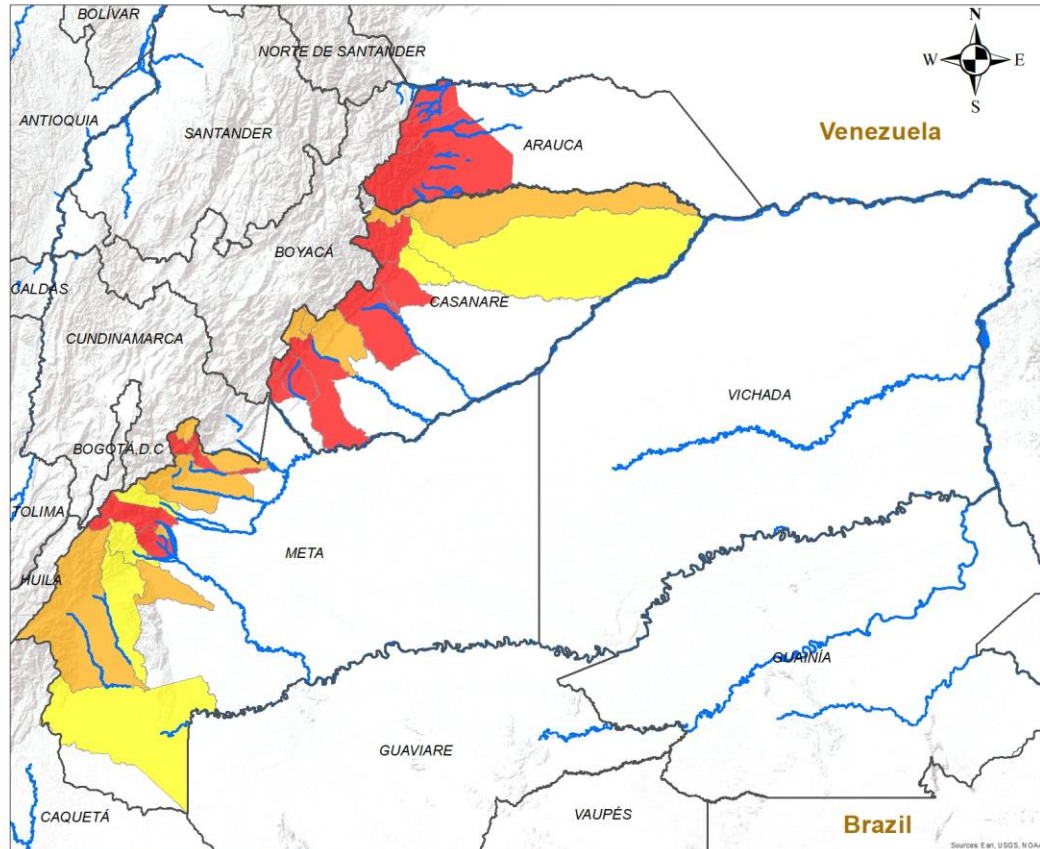 BOLÍVAR
NORTE DE SANTANDER
N
W
E
S
ANTIOQUIA
SANTANDER
ARAUCA
Venezuela
BOYACÁ
CALDAS
CASANARE
CUNDINAMARCA
VICHADA
BOGOTÁ,D.C
TOLIMA
META
HUILA
GUAINÍA
GUAVIARE
CAQUETÁ
VAUPÉS
Brazil
Sources: Esri, USGS, NOAA